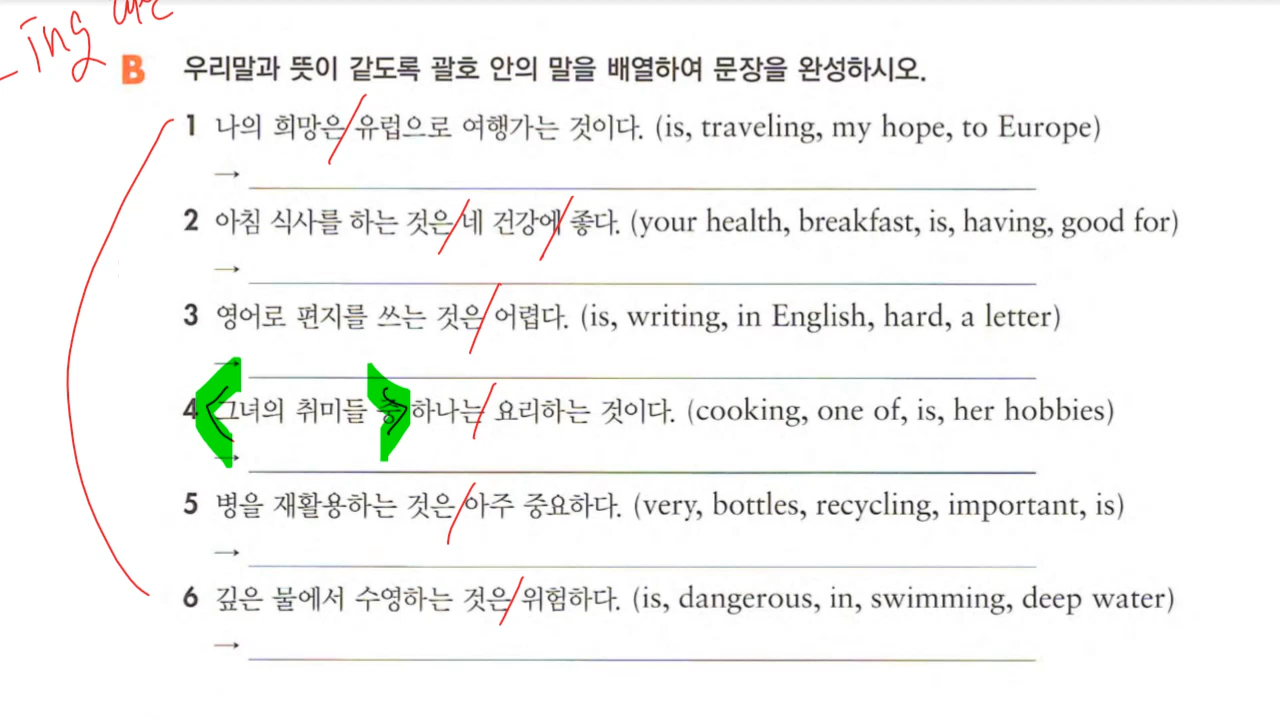 -ing
B 우리말과 뜻이 같도록 괄호 안의 말을 배열하여 문장을 완성하시오.
1 나의 희망은 유럽으로 여행가는 것이다. (is, traveling, my hope, to Europe)
→
2 아침 식사를 하는 것은 네 건강에 좋다. (your health, breakfast, is, having, good for)
→
3 영어로 편지를 쓰는 것은 어렵다. (is, writing, in English, hard, a letter)
→
4 그녀의 취미들 중 하나는 요리하는 것이다. (cooking, one of, is, her hobbies)
→
5 병을 재활용하는 것은 아주 중요하다. (very, bottles, recycling, important, is)
→
6 깊은 물에서 수영하는 것은 위험하다. (is, dangerous, in, swimming, deep water)
→